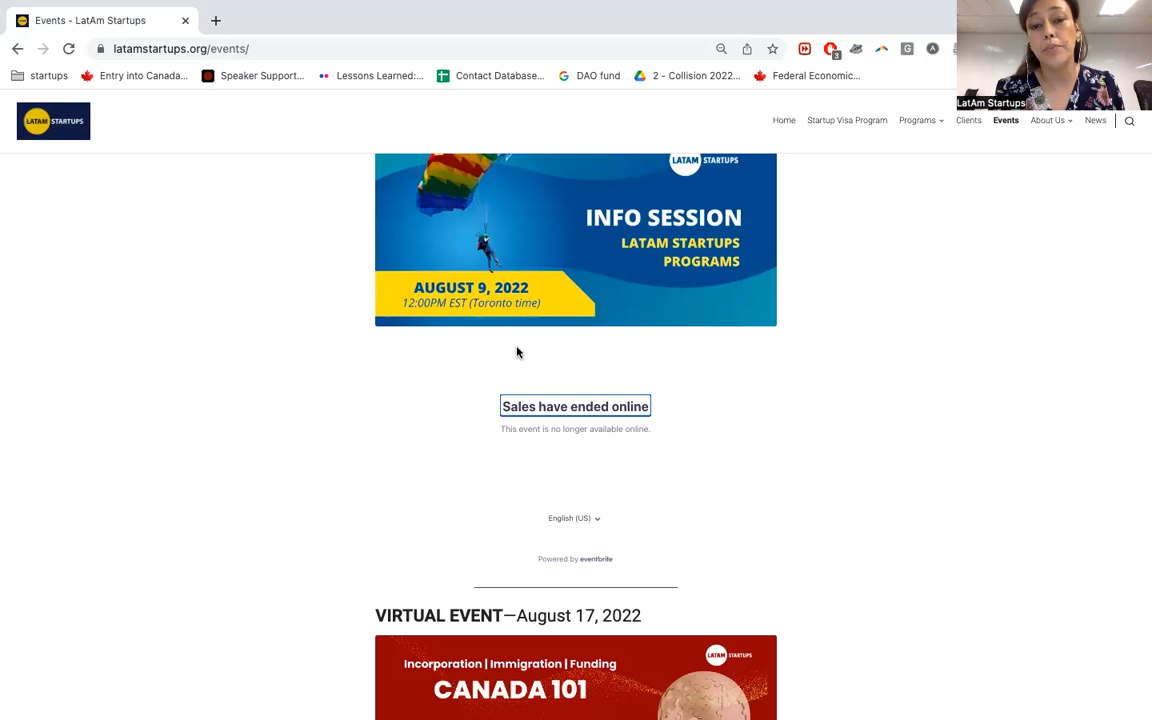 Events - LatAm Startups
latamstartups.org/events/
3
G
A
startups
Entry into Canada...
Speaker Support...
Lessons Learned:...
Contact Database...
DAO fund
2 - Collision 2022...
Federal Economic...
LatAm Startups
LATAM STARTUPS
Home
Startup Visa Program
Programs
Clients
Events
About Us
News
LATAM STARTUPS
INFO SESSION
LATAM STARTUPS
PROGRAMS
AUGUST 9, 2022
12:00PM EST (Toronto time)
Sales have ended online
This event is no longer available online.
English (US)
Powered by eventbrite
VIRTUAL EVENT—August 17, 2022
LATAM STARTUPS
Incorporation | Immigration | Funding
CANADA 101